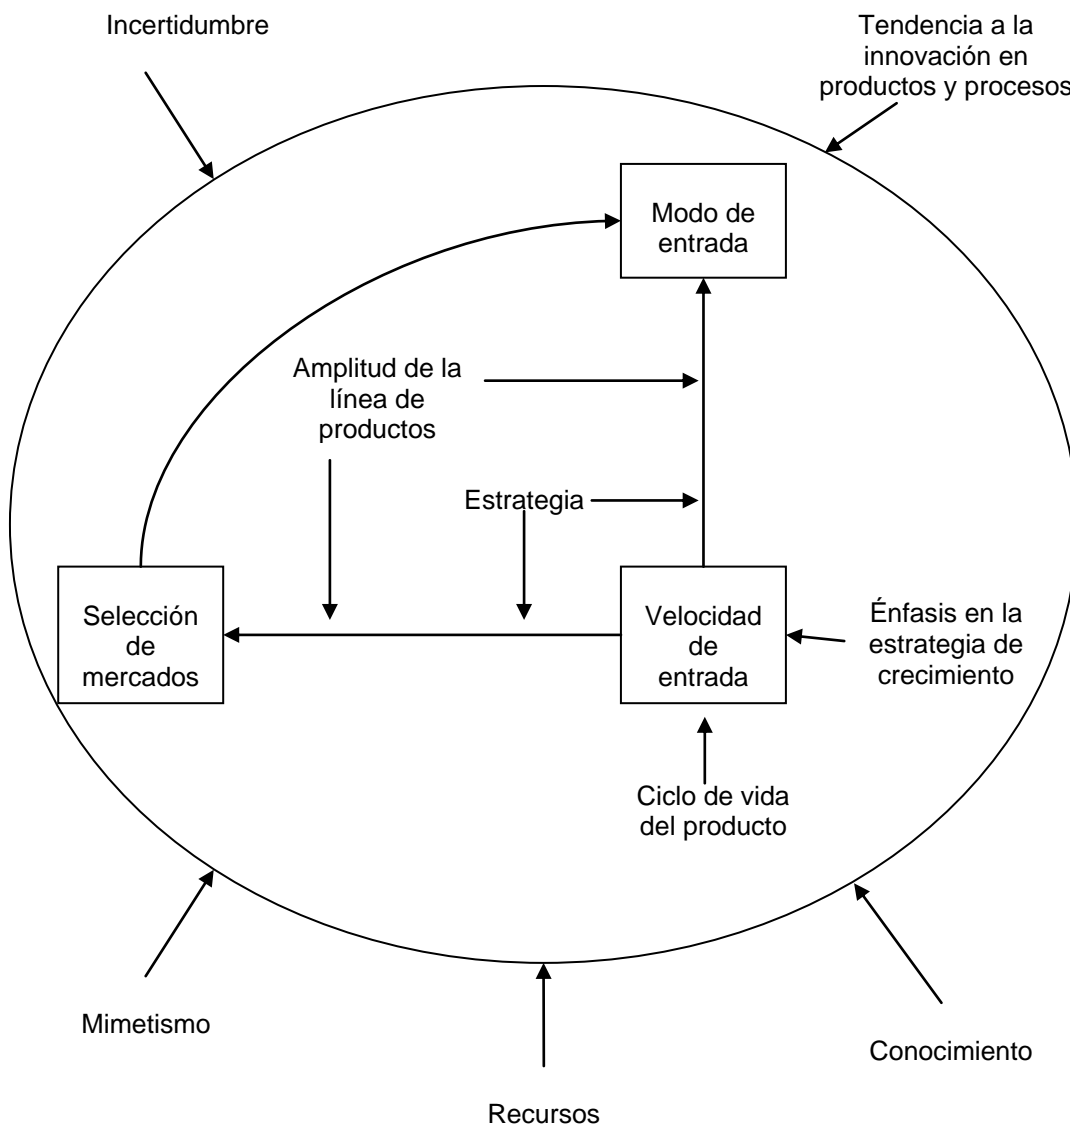 Incertidumbre
Tendencia a la
innovación en
productos y procesos
Modo de
entrada
Amplitud de la
línea de
productos
Estrategia
Selección
de
mercados
Velocidad
de
entrada
Énfasis en la
estrategia de
crecimiento
Ciclo de vida
del producto
Mimetismo
Conocimiento
Recursos